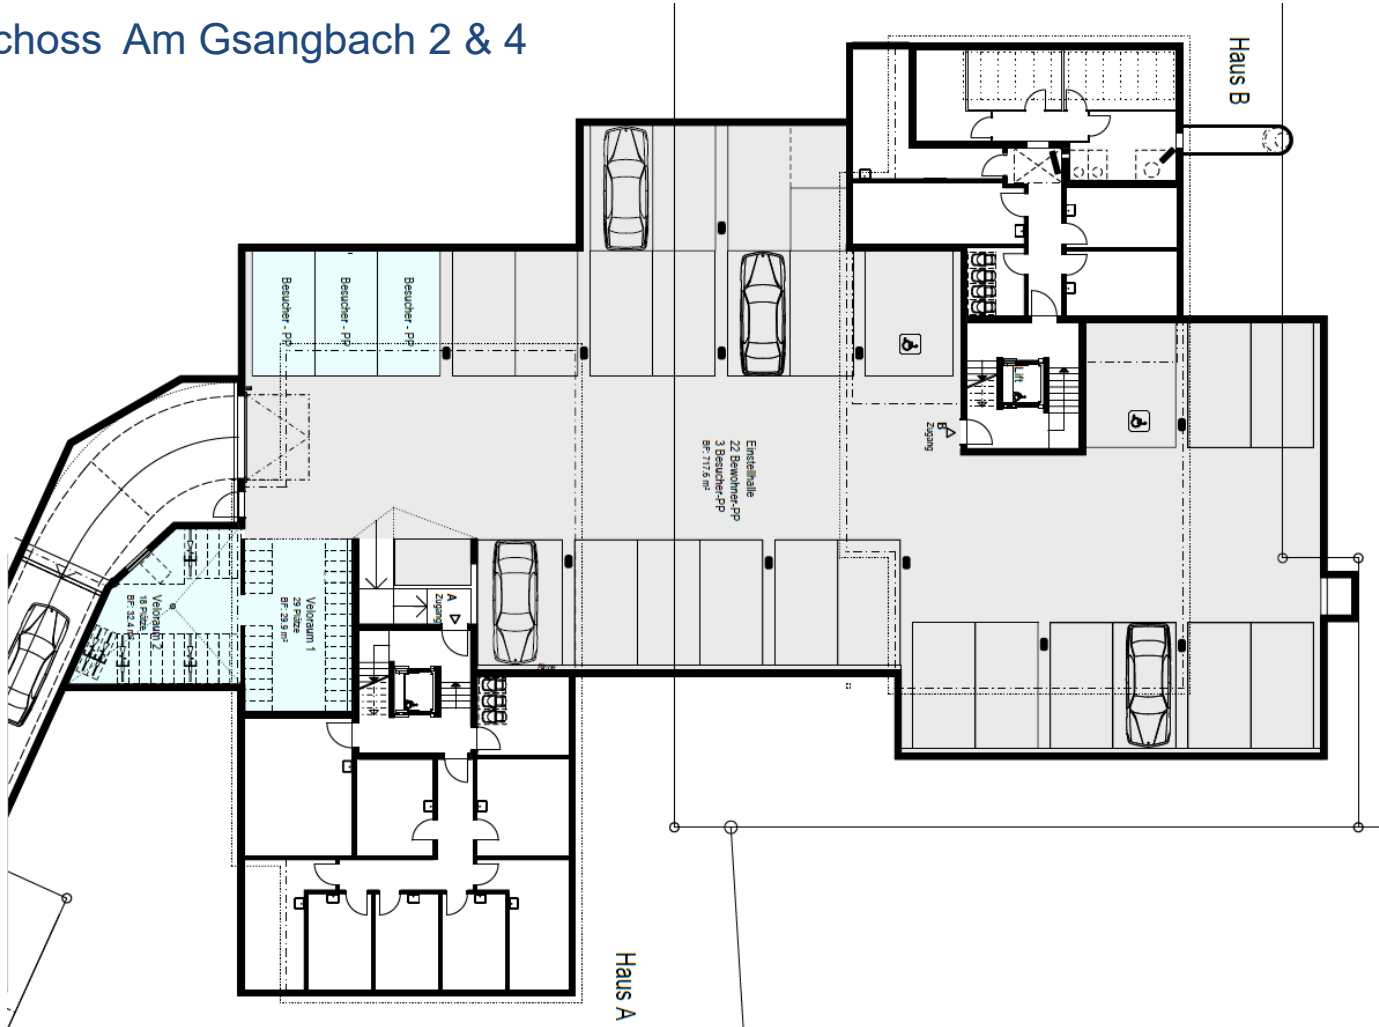 choss Am Gsangbach 2 & 4
Haus B
Besucher - PP
Besucher - PP
Besucher - PP
Lift
B
Zugang
Einstellhalle
22 Bewohner-PP
3 Besucher-PP
BF: 717.6 m²
A
Zugang
Veloraum 1
29 Plätze
BF: 29.9 m²
Veloraum 2
18 Plätze
BF: 32.4 m²
Haus A